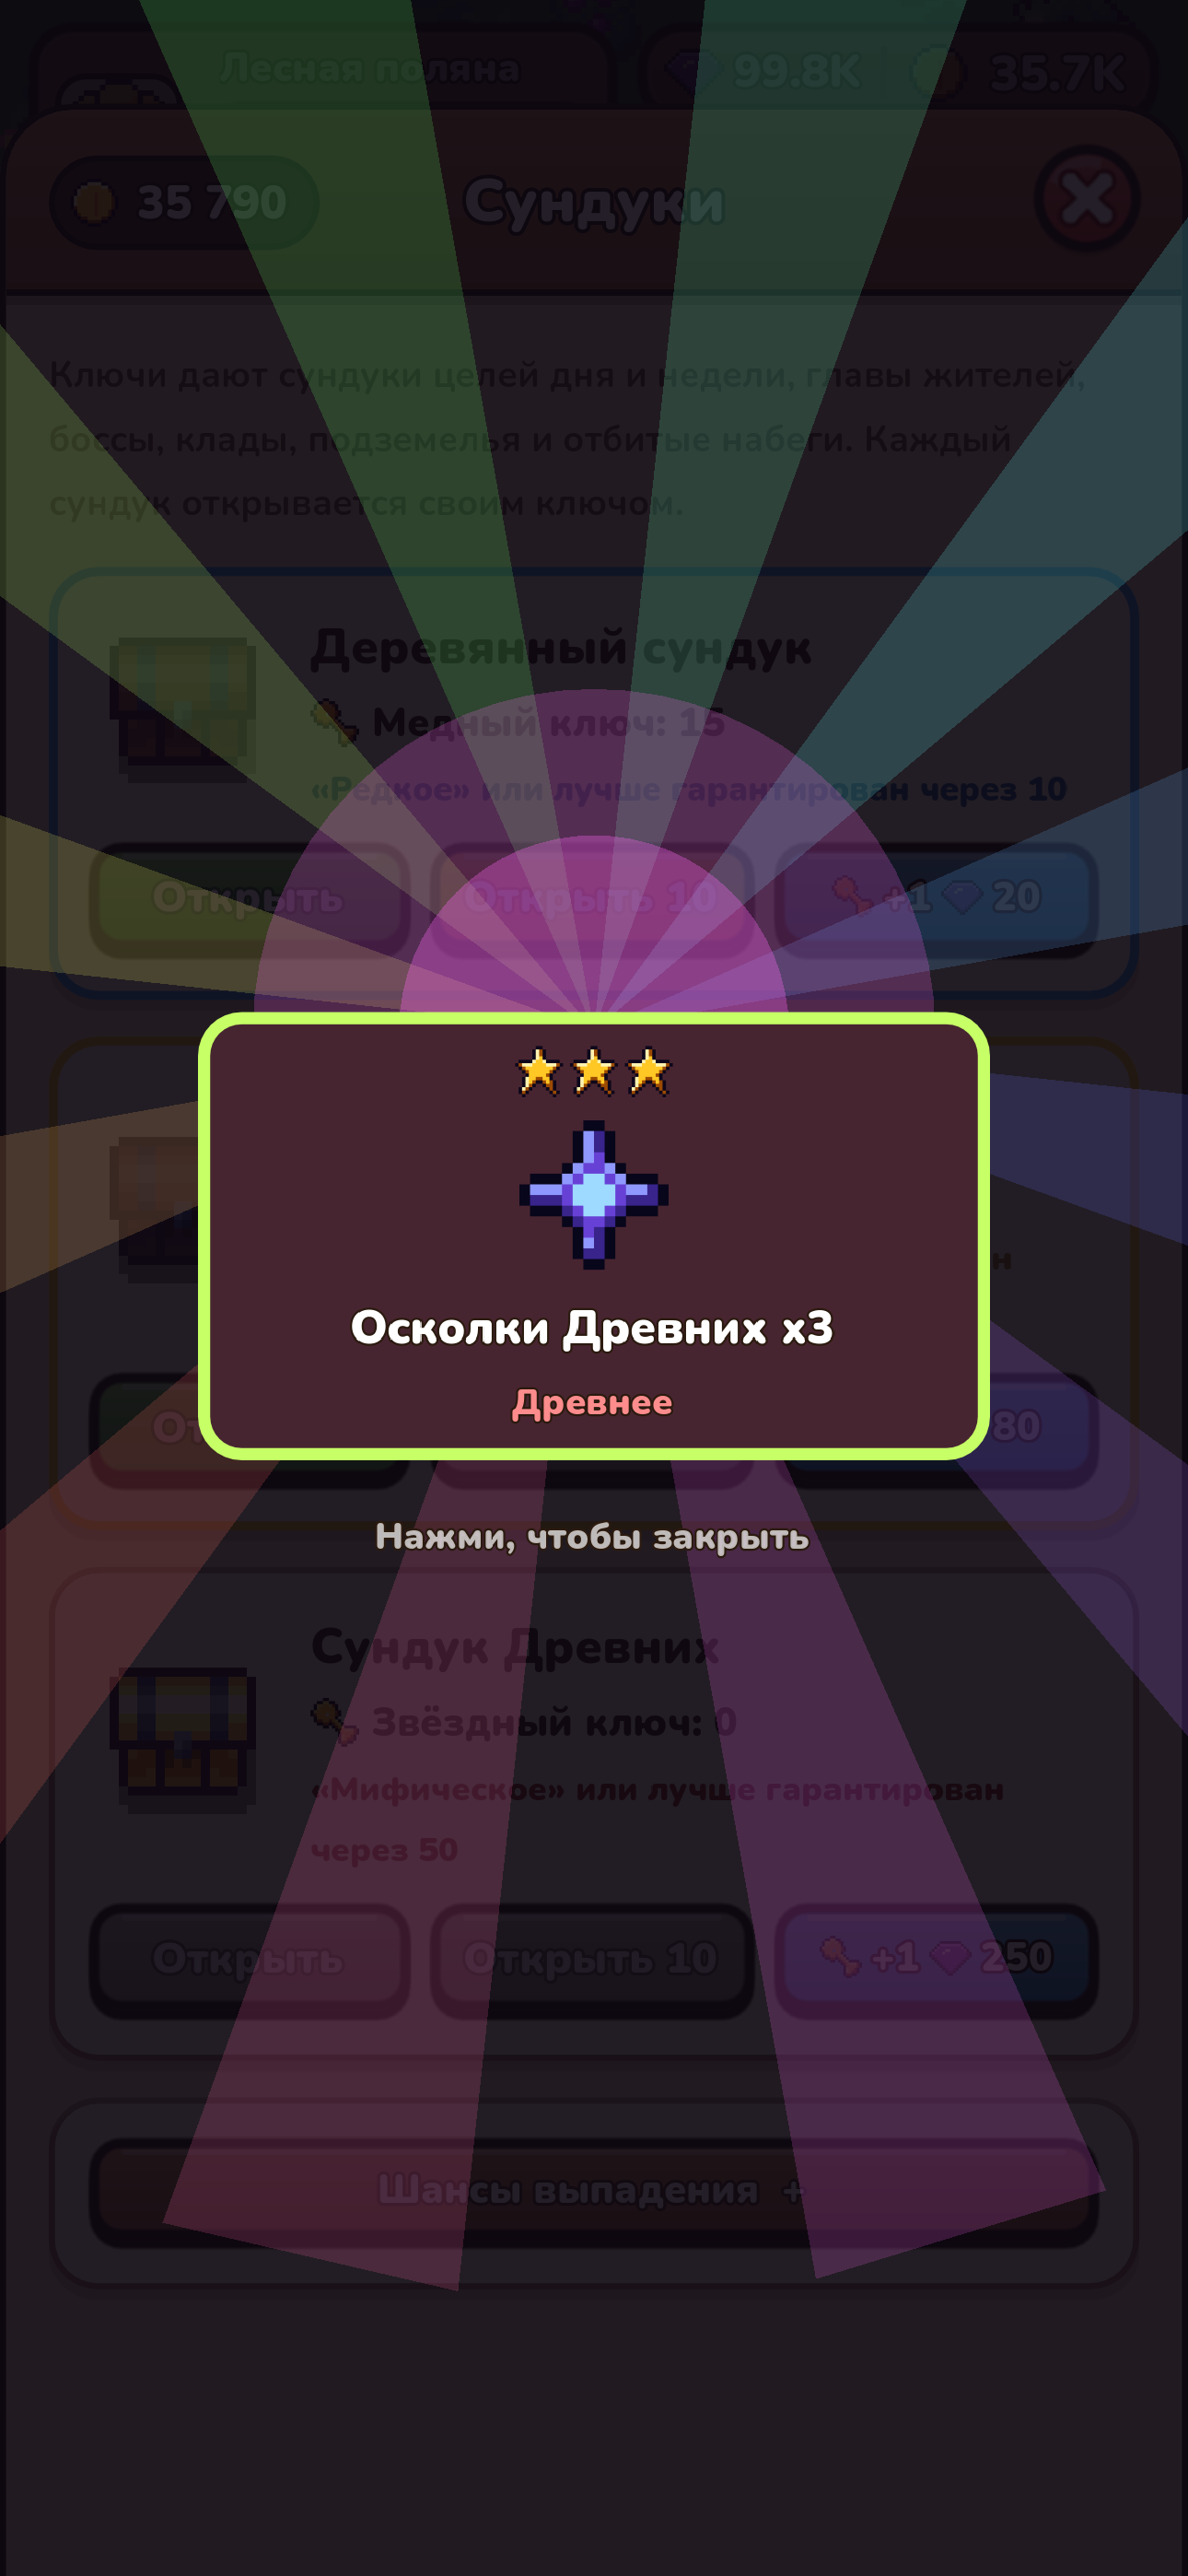 Лесная поляна
99.8K
35.7K
35 790
Сундуки
Ключи дают сундуки целей дня и недели, главы жителей,
боссы, клады, подземелья и отбитые набеги. Каждый
сундук открывается своим ключом.
Деревянный сундук
Медный ключ: 15
«Редкое» или лучше гарантирован через 10
Открыть
Открыть 10
+1 20
Осколки Древних x3
Древнее
80
Нажми, чтобы закрыть
Сундук Древних
Звёздный ключ: 0
«Мифическое» или лучше гарантирован
через 50
Открыть
Открыть 10
+1 250
Шансы выпадения +